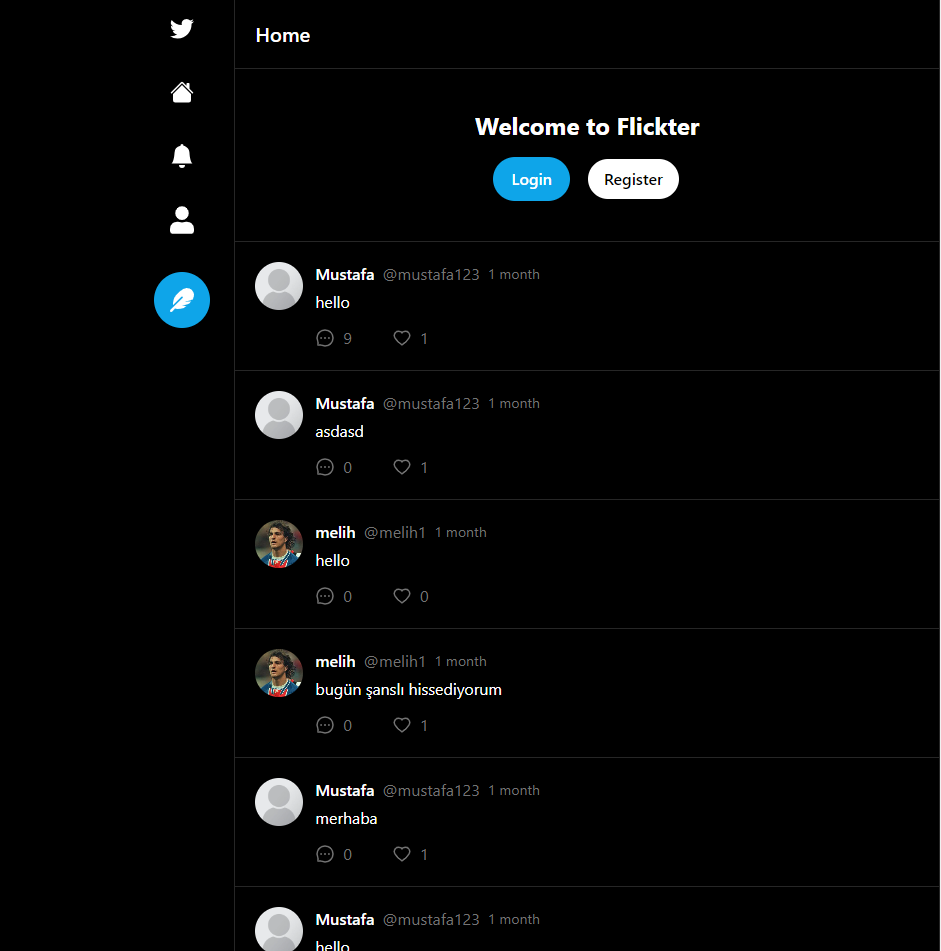 Home
Welcome to Flickter
Login Register
Mustafa @mustafa123 1 month
hello
9 1
Mustafa @mustafa123 1 month
asdasd
0 1
melih @melih1 1 month
hello
0 0
melih @melih1 1 month
bugün şanslı hissediyorum
0 1
Mustafa @mustafa123 1 month
merhaba
0 1
Mustafa @mustafa123 1 month
hello